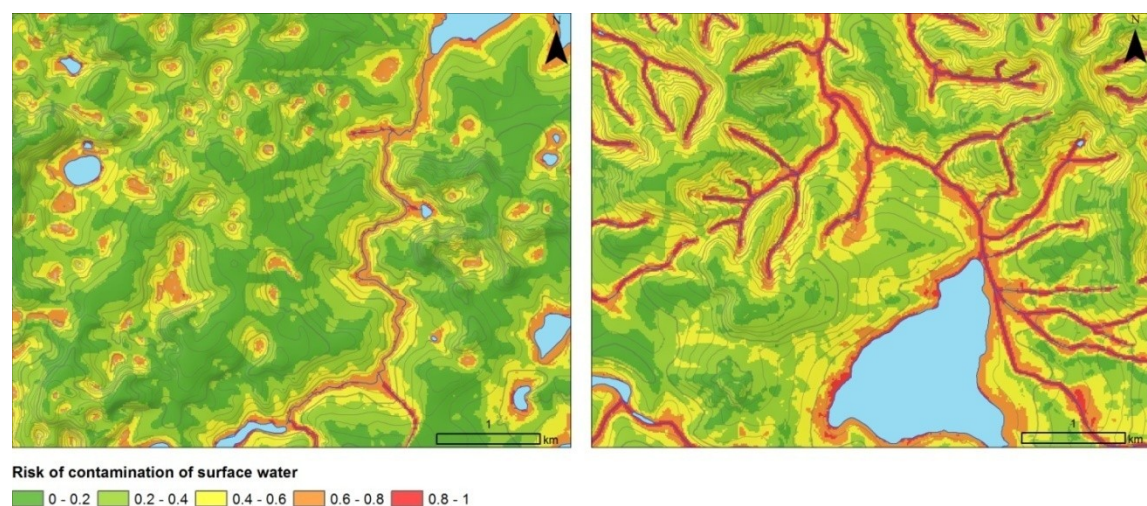 N
N
1
km
1
km
Risk of contamination of surface water
0 - 0.2 0.2 - 0.4 0.4 - 0.6 0.6 - 0.8 0.8 - 1